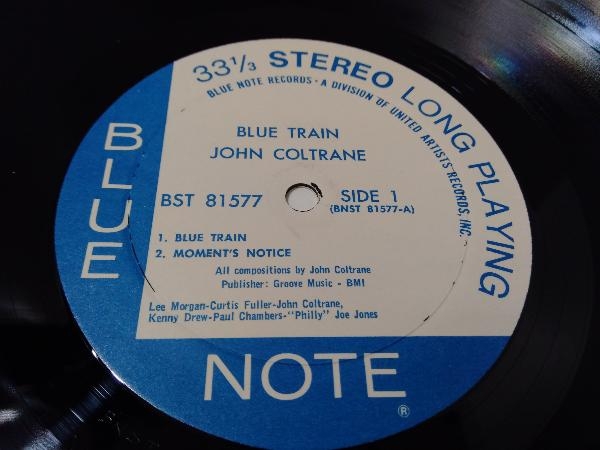 33 1/3 STEREO LONG PLAYING
BLUE NOTE RECORDS • A DIVISION OF UNITED ARTISTS RECORDS, INC.
BLUE TRAIN
JOHN COLTRANE
BST 81577
SIDE 1
(BNST 81577-A)
1. BLUE TRAIN
2. MOMENT'S NOTICE
All compositions by John Coltrane
Publisher: Groove Music - BMI
Lee Morgan-Curtis Fuller-John Coltrane,
Kenny Drew-Paul Chambers-"Philly" Joe Jones
BLUE
NOTE
®